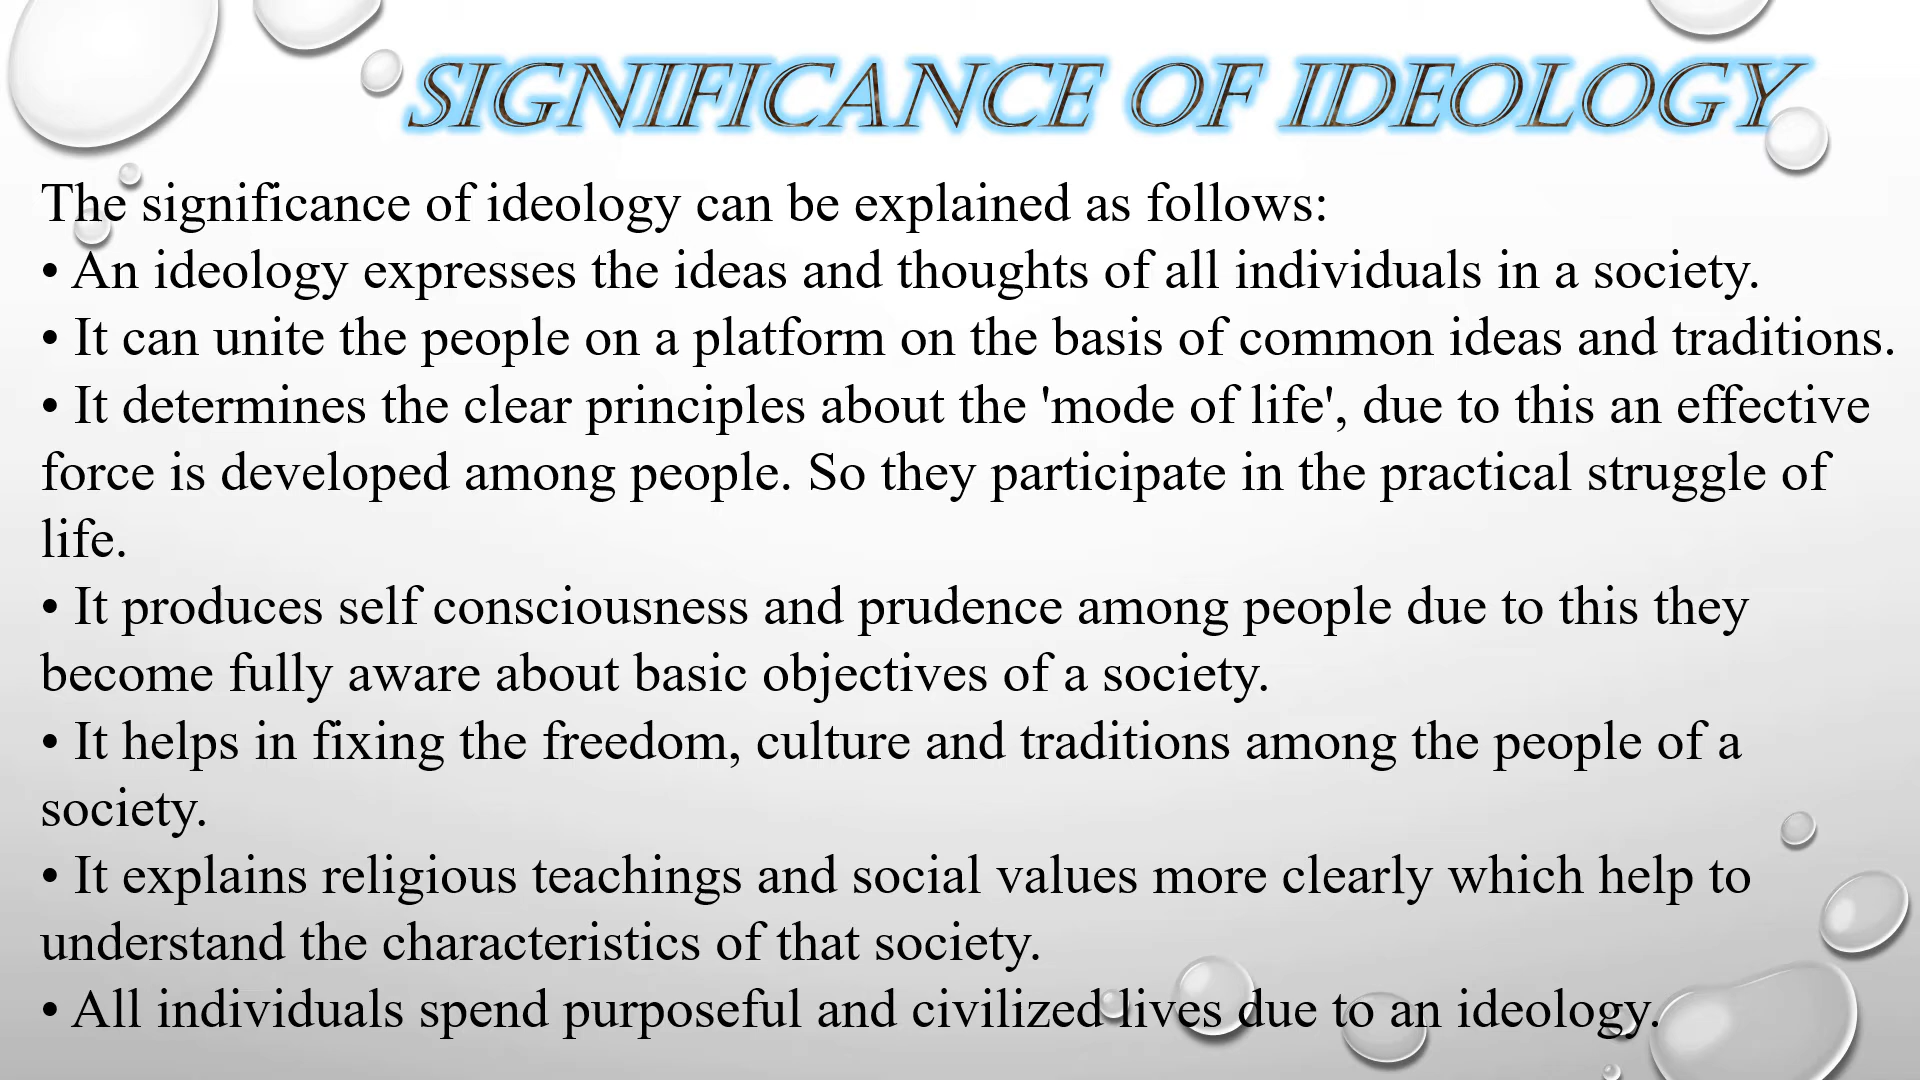 SIGNIFICANCE OF IDEOLOGY
The significance of ideology can be explained as follows:
• An ideology expresses the ideas and thoughts of all individuals in a society.
• It can unite the people on a platform on the basis of common ideas and traditions.
• It determines the clear principles about the 'mode of life', due to this an effective
force is developed among people. So they participate in the practical struggle of
life.
• It produces self consciousness and prudence among people due to this they
become fully aware about basic objectives of a society.
• It helps in fixing the freedom, culture and traditions among the people of a
society.
• It explains religious teachings and social values more clearly which help to
understand the characteristics of that society.
• All individuals spend purposeful and civilized lives due to an ideology.